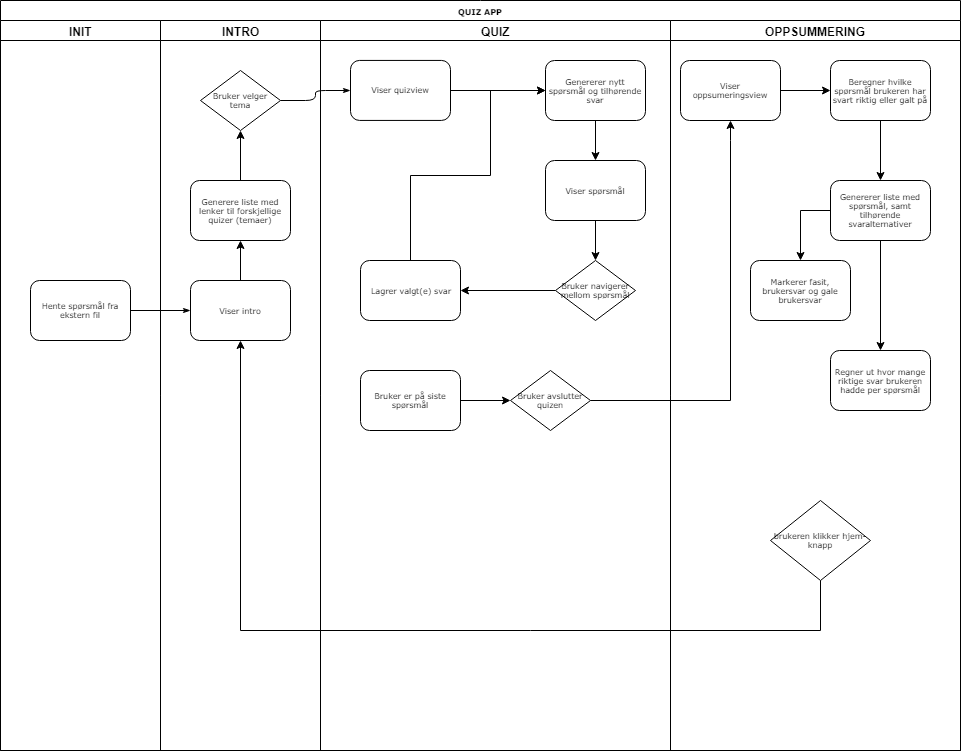 QUIZ APP
INIT
INTRO
QUIZ
OPPSUMMERING
Hente spørsmål fra
ekstern fil
Bruker velger
tema
Generere liste med
lenker til forskjellige
quizer (temaer)
Viser intro
Viser quizview
Genererer nytt
spørsmål og tilhørende
svar
Viser spørsmål
Bruker navigerer
mellom spørsmål
Lagrer valgt(e) svar
Bruker er på siste
spørsmål
Bruker avslutter
quizen
Viser
oppsumeringsview
Beregner hvilke
spørsmål brukeren har
svart riktig eller galt på
Genererer liste med
spørsmål, samt
tilhørende
svaralternativer
Markerer fasit,
brukersvar og gale
brukersvar
Regner ut hvor mange
riktige svar brukeren
hadde per spørsmål
brukeren klikker hjem-
knapp